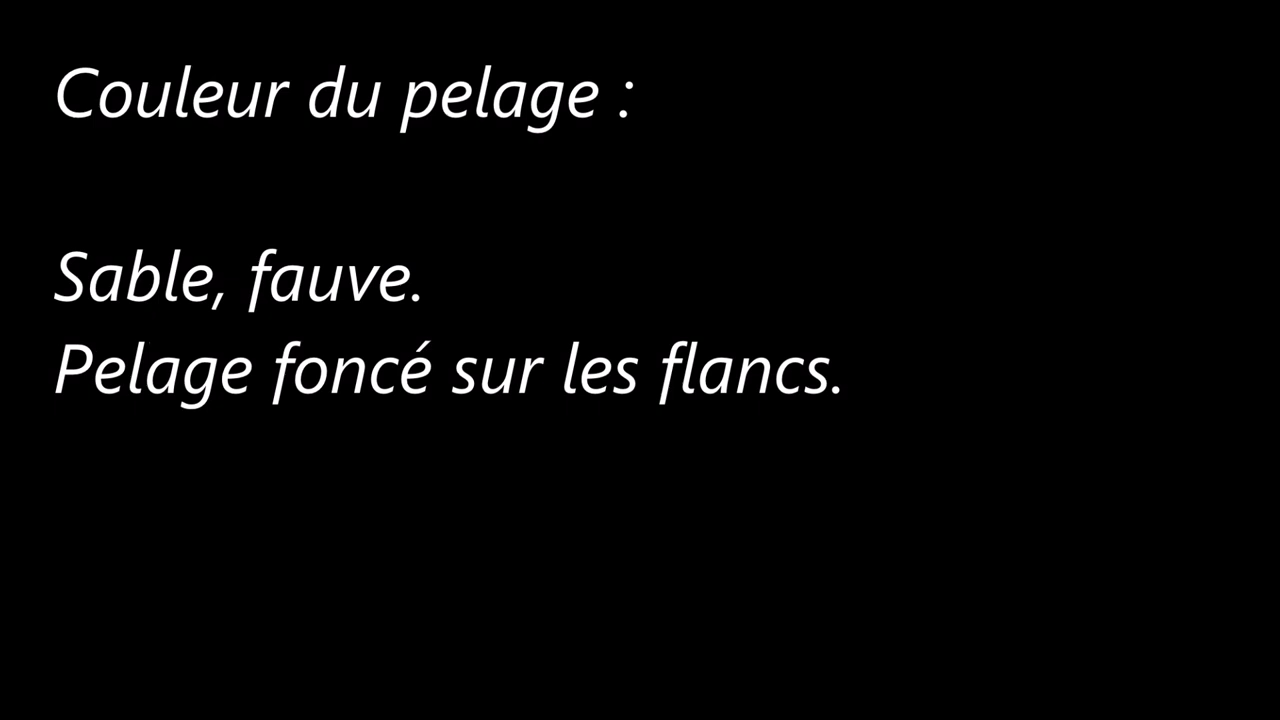 Couleur du pelage :
Sable, fauve.
Pelage foncé sur les flancs.